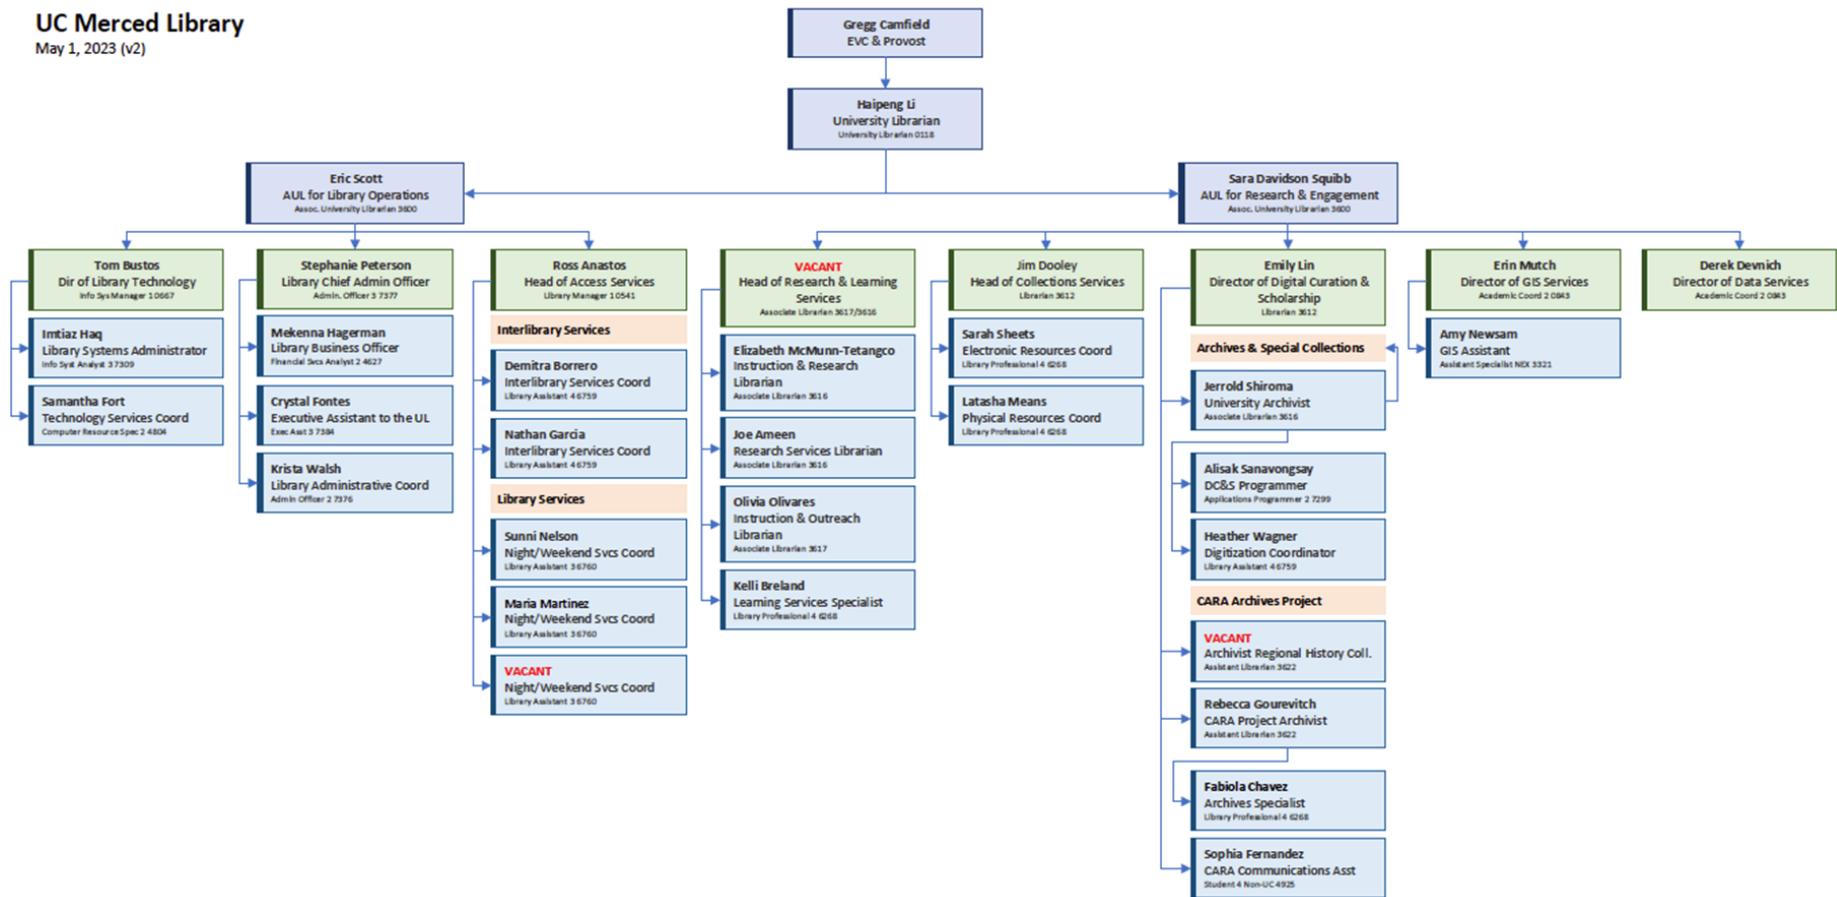 UC Merced Library
May 1, 2023 (v2)
Gregg Camfield
EVC & Provost
Haipeng Li
University Librarian
University Librarian 0118
Eric Scott
AUL for Library Operations
Assoc. University Librarian 3600
Sara Davidson Squibb
AUL for Research & Engagement
Assoc. University Librarian 3600
Tom Bustos
Dir of Library Technology
Info Sys Manager 1 0667
Imtiaz Haq
Library Systems Administrator
Info Syst Analyst 3 7309
Samantha Fort
Technology Services Coord
Computer Resource Spec 2 4804
Stephanie Peterson
Library Chief Admin Officer
Admin. Officer 3 7377
Mekenna Hagerman
Library Business Officer
Financial Svcs Analyst 2 4627
Crystal Fontes
Executive Assistant to the UL
Exec Asst 3 7384
Krista Walsh
Library Administrative Coord
Admin Officer 2 7376
Ross Anastos
Head of Access Services
Library Manager 1 0541
Interlibrary Services
Demitra Borrero
Interlibrary Services Coord
Library Assistant 4 6759
Nathan Garcia
Interlibrary Services Coord
Library Assistant 4 6759
Library Services
Sunni Nelson
Night/Weekend Svcs Coord
Library Assistant 3 6760
Maria Martinez
Night/Weekend Svcs Coord
Library Assistant 3 6760
VACANT
Night/Weekend Svcs Coord
Library Assistant 3 6760
VACANT
Head of Research & Learning
Services
Associate Librarian 3617/3616
Elizabeth McMunn-Tetangco
Instruction & Research
Librarian
Associate Librarian 3616
Joe Ameen
Research Services Librarian
Associate Librarian 3616
Olivia Olivares
Instruction & Outreach
Librarian
Associate Librarian 3617
Kelli Breland
Learning Services Specialist
Library Professional 4 6268
Jim Dooley
Head of Collections Services
Librarian 3612
Sarah Sheets
Electronic Resources Coord
Library Professional 4 6268
Latasha Means
Physical Resources Coord
Library Professional 4 6268
Emily Lin
Director of Digital Curation &
Scholarship
Librarian 3612
Archives & Special Collections
Jerrold Shiroma
University Archivist
Associate Librarian 3616
Alisak Sanavongsay
DC&S Programmer
Applications Programmer 2 7299
Heather Wagner
Digitization Coordinator
Library Assistant 4 6759
CARA Archives Project
VACANT
Archivist Regional History Coll.
Assistant Librarian 3622
Rebecca Gourevitch
CARA Project Archivist
Assistant Librarian 3622
Fabiola Chavez
Archives Specialist
Library Professional 4 6268
Sophia Fernandez
CARA Communications Asst
Student 4 Non-UC 4925
Erin Mutch
Director of GIS Services
Academic Coord 2 0843
Amy Newsam
GIS Assistant
Assistant Specialist NEX 3321
Derek Devnich
Director of Data Services
Academic Coord 2 0843